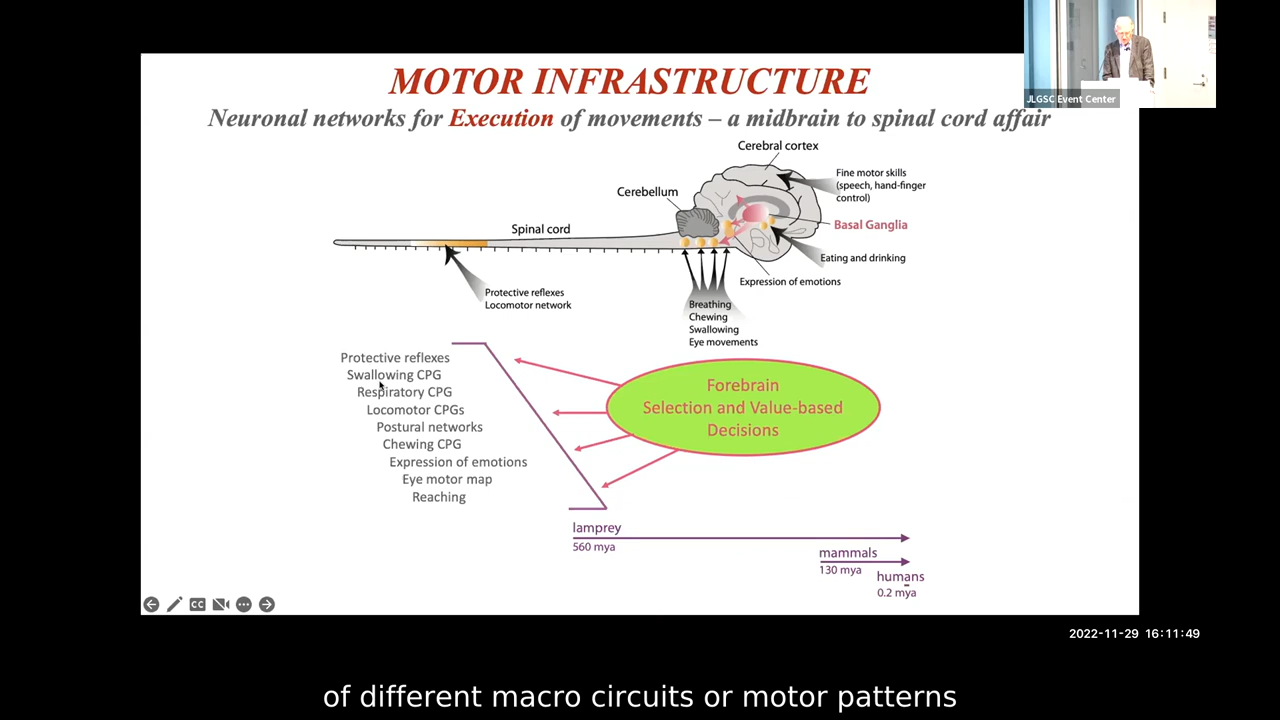 MOTOR INFRASTRUCTURE
Neuronal networks for Execution of movements – a midbrain to spinal cord affair
JLGSC Event Center
Cerebral cortex
Fine motor skills
(speech, hand-finger
control)
Cerebellum
Basal Ganglia
Spinal cord
Eating and drinking
Expression of emotions
Protective reflexes
Locomotor network
Breathing
Chewing
Swallowing
Eye movements
Protective reflexes
Swallowing CPG
Respiratory CPG
Locomotor CPGs
Postural networks
Chewing CPG
Expression of emotions
Eye motor map
Reaching
Forebrain
Selection and Value-based
Decisions
lamprey
560 mya
mammals
130 mya
humans
0.2 mya
CC
2022-11-29 16:11:49
of different macro circuits or motor patterns